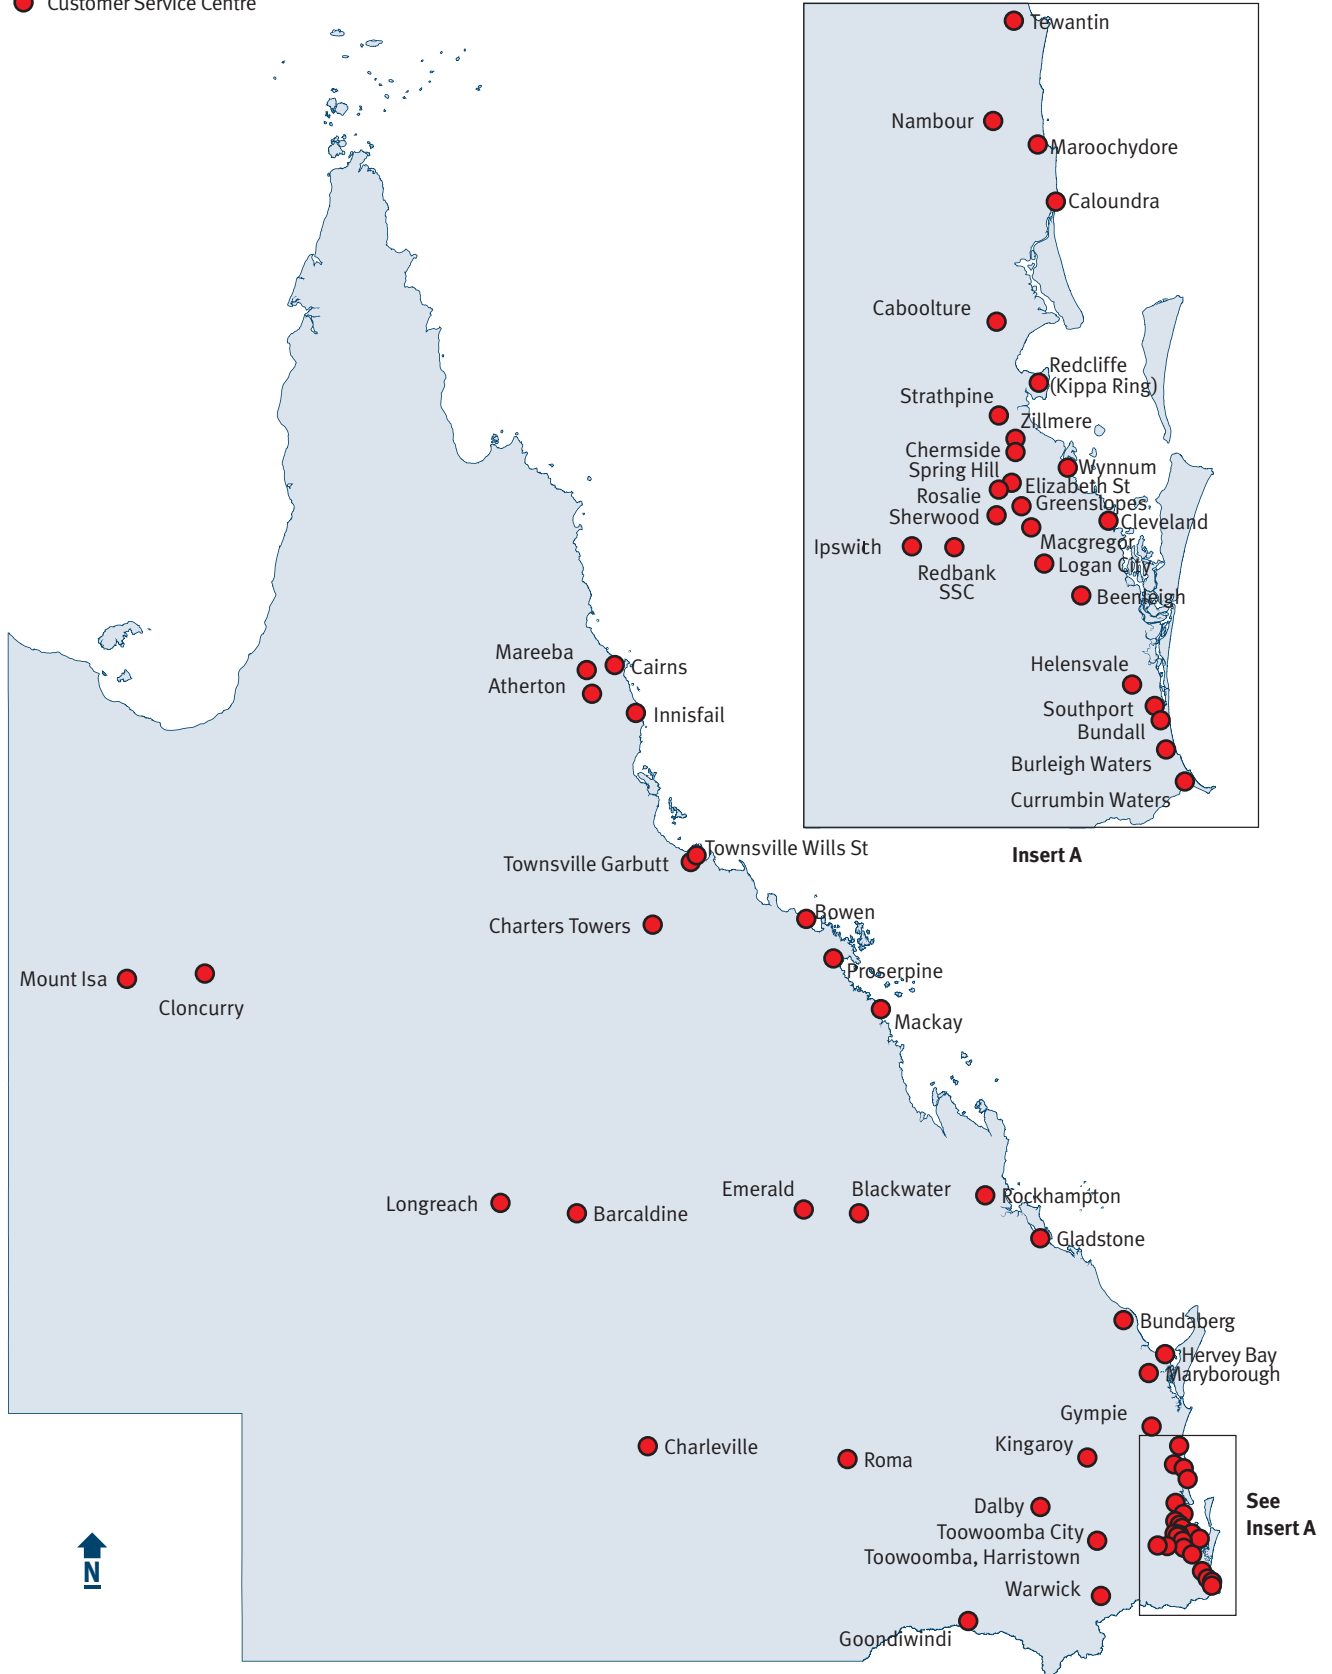 Customer Service Centre
Tewantin
Nambour
Maroochydore
Caloundra
Caboolture
Redcliffe
(Kippa Ring)
Strathpine
Zillmere
Chermside
Wynnum
Spring Hill
Elizabeth St
Rosalie
Greenslopes
Sherwood
Cleveland
Macgregor
Ipswich
Logan City
Redbank
SSC
Beenleigh
Helensvale
Southport
Bundall
Burleigh Waters
Currumbin Waters
Insert A
Mareeba
Cairns
Atherton
Innisfail
Townsville Wills St
Townsville Garbutt
Bowen
Charters Towers
Proserpine
Mount Isa
Cloncurry
Mackay
Emerald
Blackwater
Rockhampton
Longreach
Barcaldine
Gladstone
Bundaberg
Hervey Bay
Maryborough
Gympie
Kingaroy
Charleville
Roma
See
Insert A
Dalby
Toowoomba City
Toowoomba, Harristown
Warwick
Goondiwindi
N